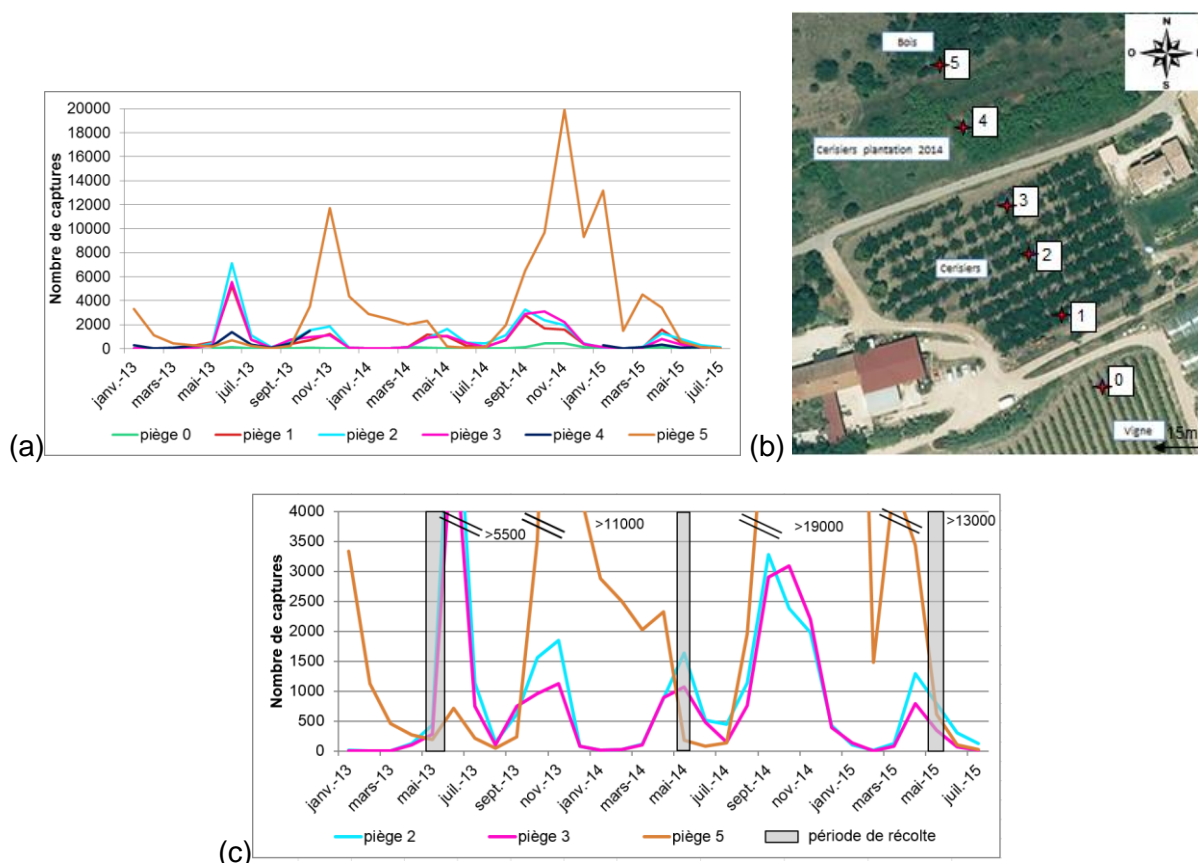 20000
18000
16000
14000
12000
10000
8000
6000
4000
2000
0
Nombre de captures
janv.-13
mars-13
mai-13
juil.-13
sept.-13
nov.-13
janv.-14
mars-14
mai-14
juil.-14
sept.-14
nov.-14
janv.-15
mars-15
mai-15
juil.-15
piège 0 piège 1 piège 2 piège 3 piège 4 piège 5
(a)
N
O
S
Bois
5
4
Cerisiers plantation 2014
3
2
Cerisiers
1
0
Vigne
15m
(b)
4000
3500
3000
2500
2000
1500
1000
500
0
Nombre de captures
>5500
>11000
>19000
>13000
janv.-13
mars-13
mai-13
juil.-13
sept.-13
nov.-13
janv.-14
mars-14
mai-14
juil.-14
sept.-14
nov.-14
janv.-15
mars-15
mai-15
juil.-15
piège 2 piège 3 piège 5 période de récolte
(c)